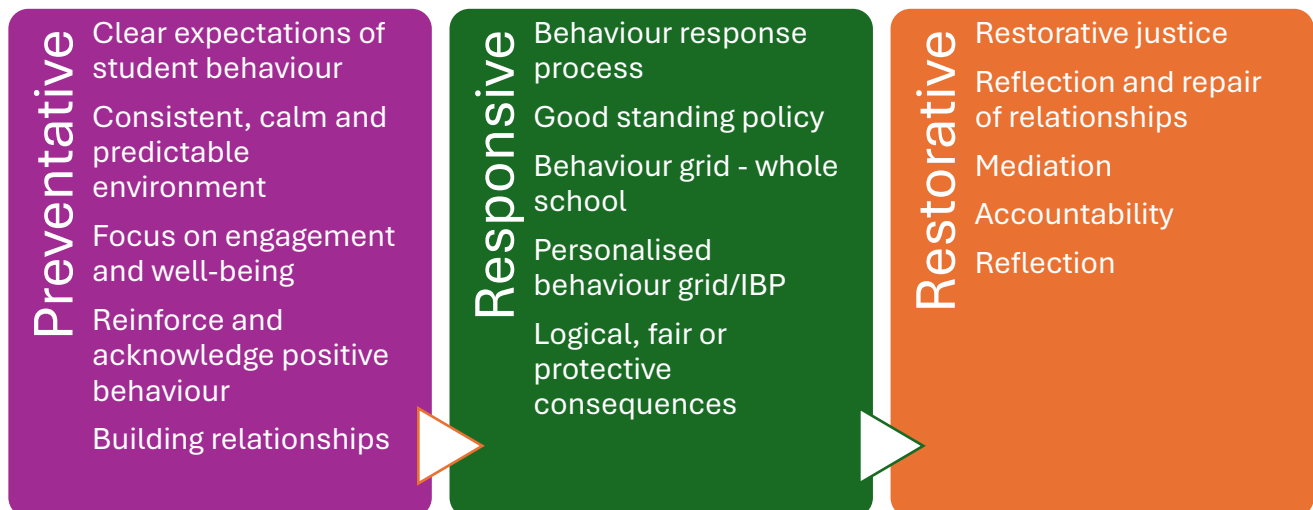 Preventative
Clear expectations of
student behaviour
Consistent, calm and
predictable
environment
Focus on engagement
and well-being
Reinforce and
acknowledge positive
behaviour
Building relationships
Responsive
Behaviour response
process
Good standing policy
Behaviour grid - whole
school
Personalised
behaviour grid/IBP
Logical, fair or
protective
consequences
Restorative
Restorative justice
Reflection and repair
of relationships
Mediation
Accountability
Reflection